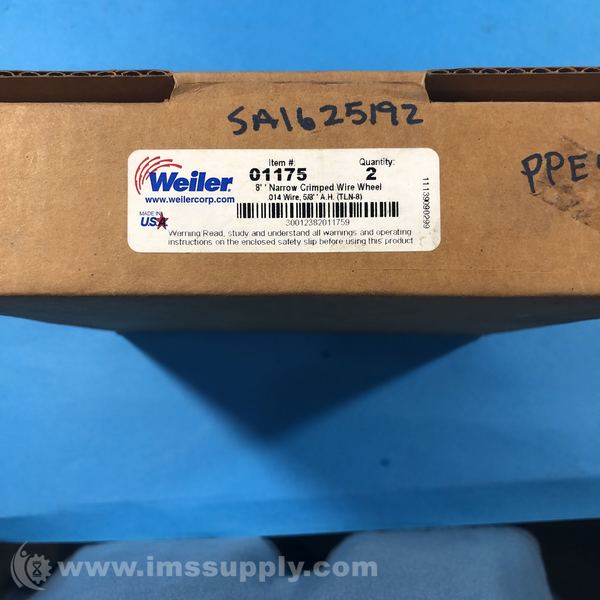 SA1625192
PPE
Weiler
www.weilercorp.com
MADE IN
USA
Item #:
01175
Quantity:
2
8'' Narrow Crimped Wire Wheel
.014 Wire, 5/8'' A.H. (TLN-8)
30012382011759
Warning Read, study and understand all warnings and operating
instructions on the enclosed safety slip before using this product
11139090299
www.imssupply.com